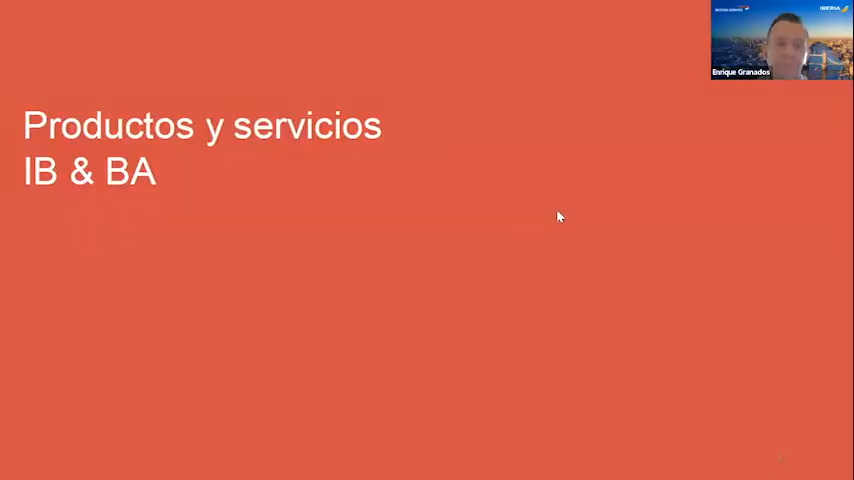 Productos y servicios
IB & BA
IBERIA
Enrique Granados